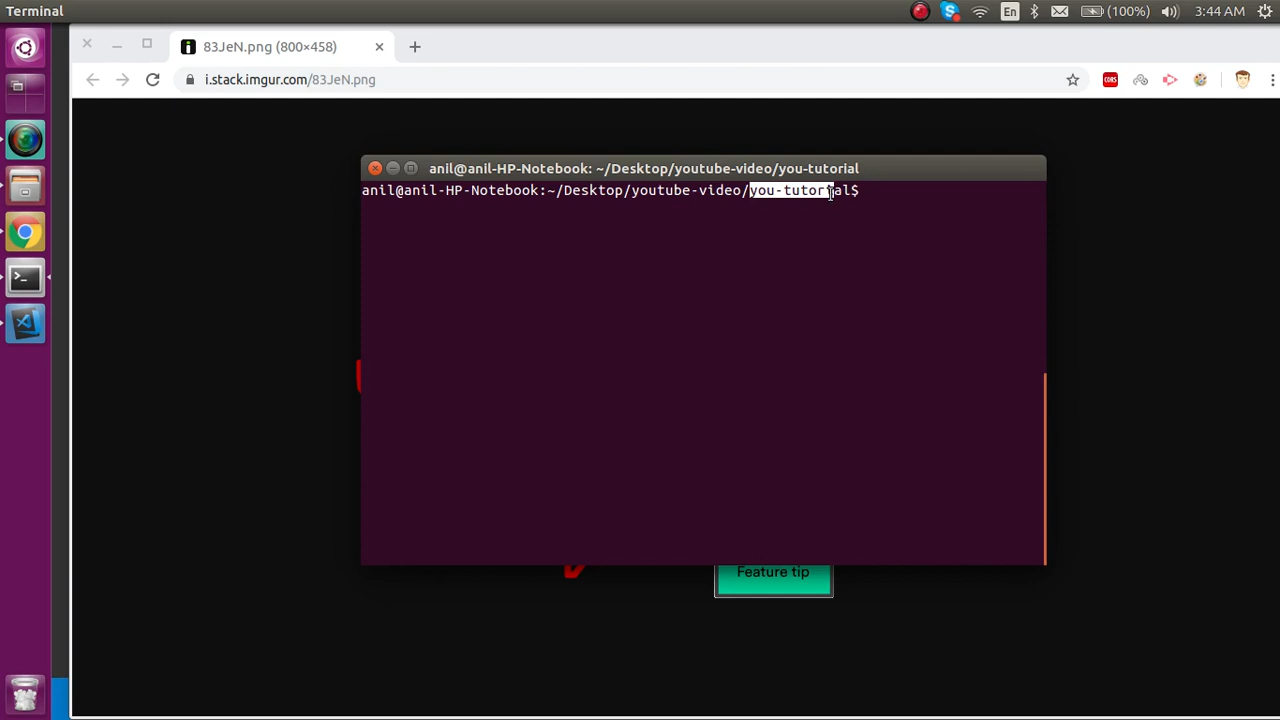 Terminal
En
(100%)
3:44 AM
83JeN.png (800×458)
i.stack.imgur.com/83JeN.png
CORS
anil@anil-HP-Notebook: ~/Desktop/youtube-video/you-tutorial
anil@anil-HP-Notebook:~/Desktop/youtube-video/you-tutorial$
Feature tip